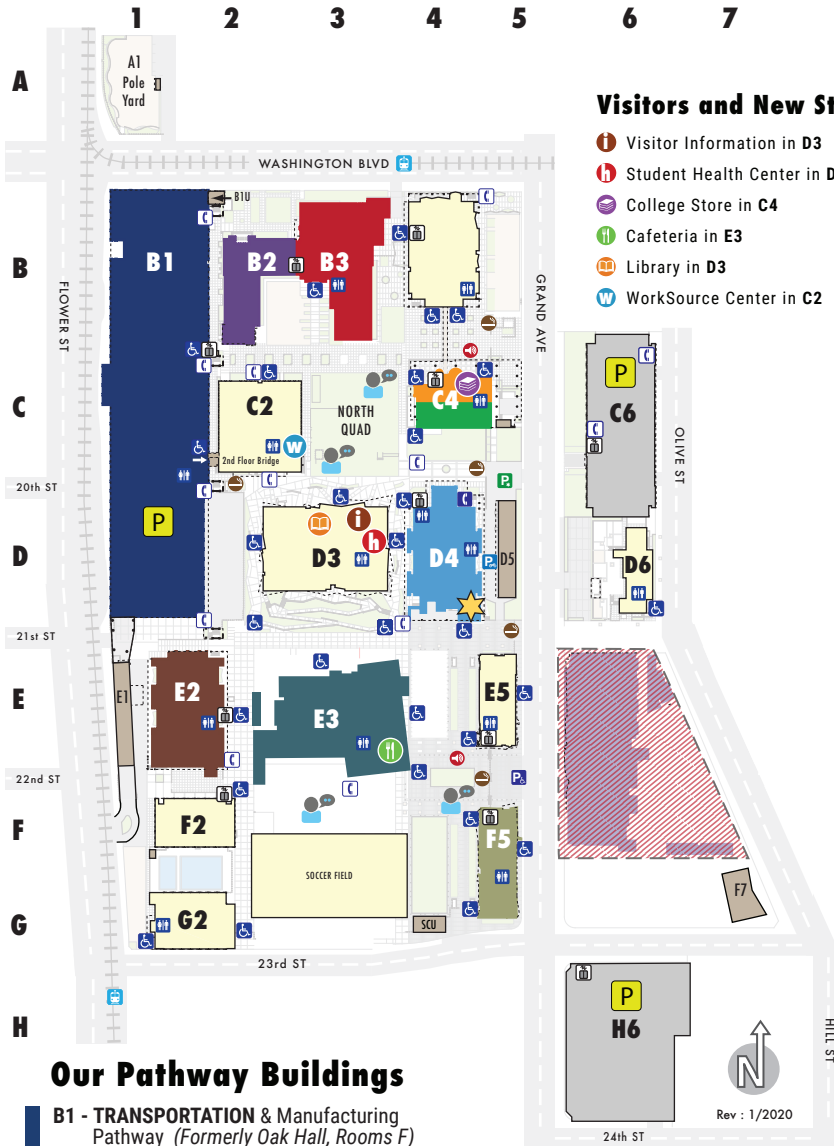 1 2 3 4 5 6 7
A
A1
Pole
Yard
Visitors and New St
i Visitor Information in D3
h Student Health Center in D
College Store in C4
Cafeteria in E3
Library in D3
W WorkSource Center in C2
WASHINGTON BLVD
B1U
B
B1
B2
B3
FLOWER ST
GRAND AVE
C
C2
NORTH
QUAD
C4
P
C6
OLIVE ST
W
2nd Floor Bridge
20th ST
P
i
h
D
P
D3
D4
P
D5
D6
21st ST
E
E1
E2
E3
E5
22nd ST
P
F
F2
F5
SOCCER FIELD
F7
G
G2
SCU
23rd ST
H
P
H6
HILL ST
N
Rev : 1/2020
24th ST
Our Pathway Buildings
B1 - TRANSPORTATION & Manufacturing
Pathway (Formerly Oak Hall, Rooms F)